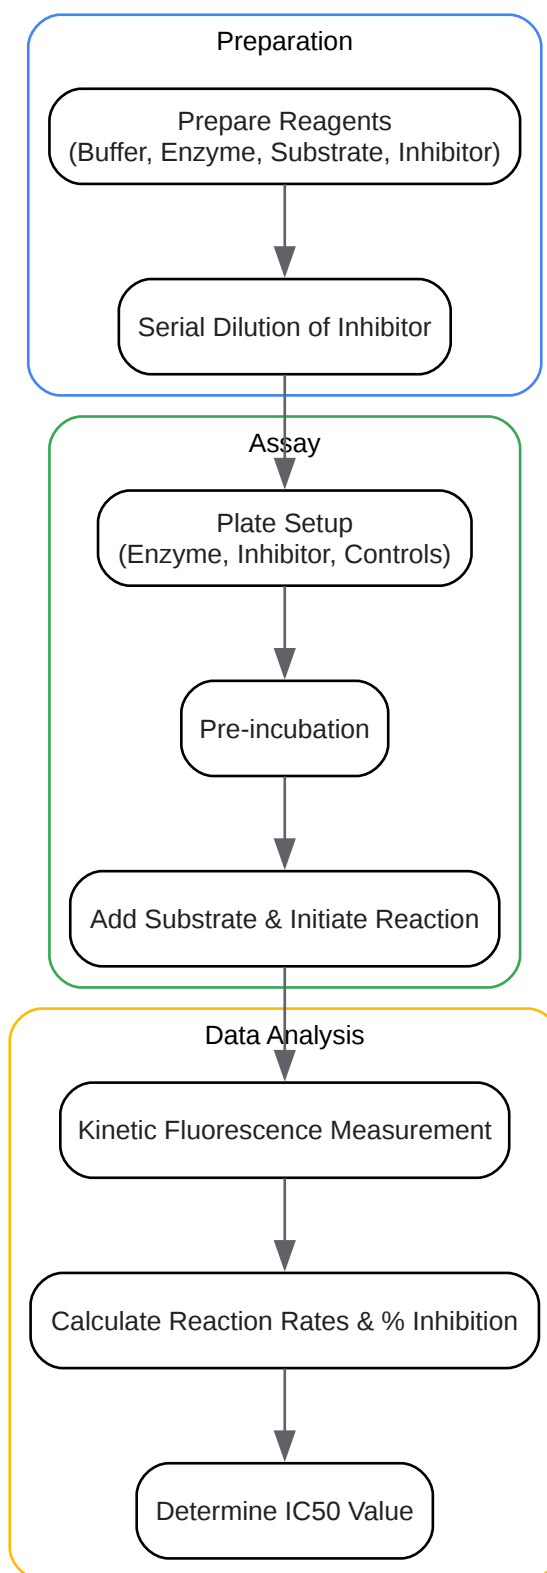 Preparation
Prepare Reagents
(Buffer, Enzyme, Substrate, Inhibitor)
Serial Dilution of Inhibitor
Assay
Plate Setup
(Enzyme, Inhibitor, Controls)
Pre-incubation
Add Substrate & Initiate Reaction
Data Analysis
Kinetic Fluorescence Measurement
Calculate Reaction Rates & % Inhibition
Determine IC50 Value